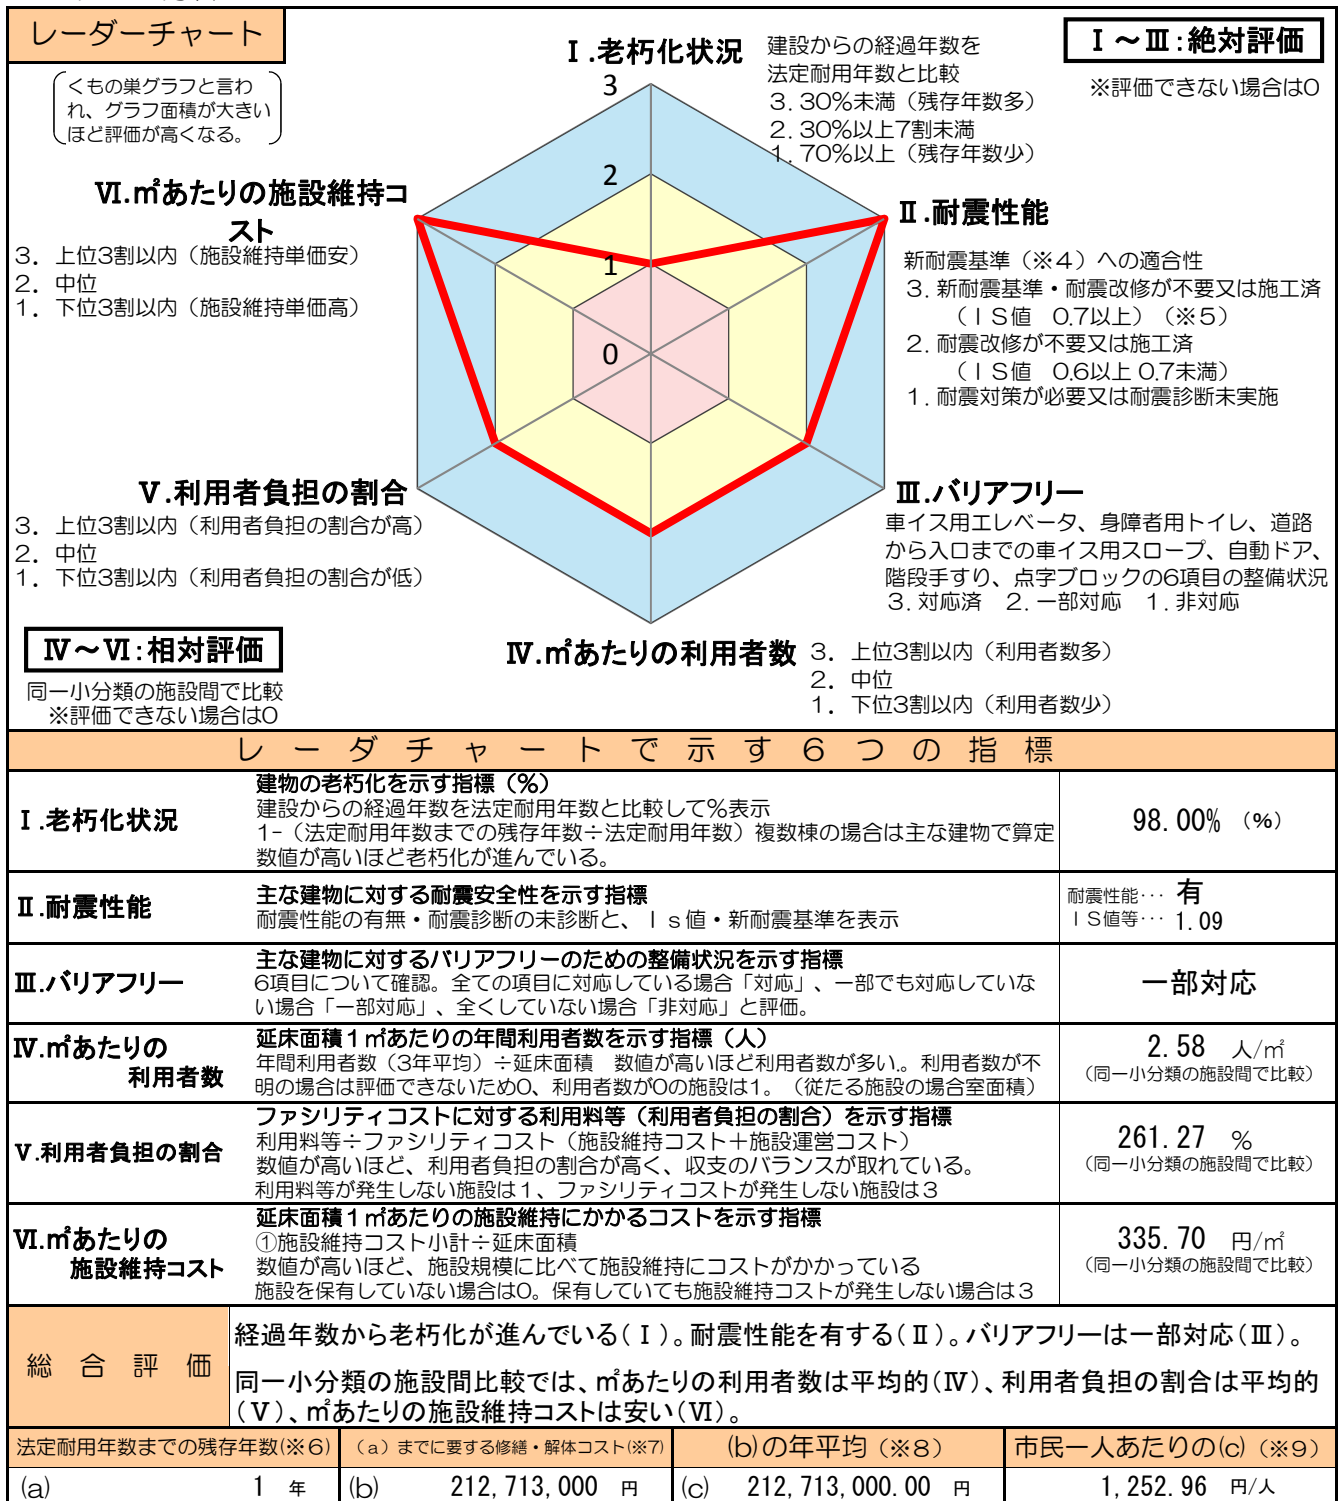 レーダーチャート
くもの巣グラフと言わ
れ、グラフ面積が大きい
ほど評価が高くなる。
Ⅰ.老朽化状況
建設からの経過年数を
法定耐用年数と比較
3. 30%未満（残存年数多）
2. 30%以上7割未満
1. 70%以上（残存年数少）
Ⅰ～Ⅲ:絶対評価
※評価できない場合は0
3
2
1
0
Ⅵ.㎡あたりの施設維持コ
スト
3. 上位3割以内（施設維持単価安）
2. 中位
1. 下位3割以内（施設維持単価高）
Ⅱ.耐震性能
新耐震基準（※4）への適合性
3. 新耐震基準・耐震改修が不要又は施工済
（ＩＳ値　0.7以上）（※5）
2. 耐震改修が不要又は施工済
（ＩＳ値　0.6以上 0.7未満）
1. 耐震対策が必要又は耐震診断未実施
Ⅴ.利用者負担の割合
3. 上位3割以内（利用者負担の割合が高）
2. 中位
1. 下位3割以内（利用者負担の割合が低）
Ⅲ.バリアフリー
車イス用エレベータ、身障者用トイレ、道路
から入口までの車イス用スロープ、自動ドア、
階段手すり、点字ブロックの6項目の整備状況
3. 対応済　2. 一部対応　1. 非対応
Ⅳ～Ⅵ:相対評価
同一小分類の施設間で比較
※評価できない場合は0
Ⅳ.㎡あたりの利用者数
3. 上位3割以内（利用者数多）
2. 中位
1. 下位3割以内（利用者数少）
レーダチャートで示す６つの指標
Ⅰ.老朽化状況
建物の老朽化を示す指標（％）
建設からの経過年数を法定耐用年数と比較して％表示
1-（法定耐用年数までの残存年数÷法定耐用年数）複数棟の場合は主な建物で算定
数値が高いほど老朽化が進んでいる。
98.00% （％）
Ⅱ.耐震性能
主な建物に対する耐震安全性を示す指標
耐震性能の有無・耐震診断の未診断と、Ｉｓ値・新耐震基準を表示
耐震性能… 有
ＩＳ値等… 1.09
Ⅲ.バリアフリー
主な建物に対するバリアフリーのための整備状況を示す指標
6項目について確認。全ての項目に対応している場合「対応」、一部でも対応していな
い場合「一部対応」、全くしていない場合「非対応」と評価。
一部対応
Ⅳ.㎡あたりの
利用者数
延床面積１㎡あたりの年間利用者数を示す指標（人）
年間利用者数（3年平均）÷延床面積　数値が高いほど利用者数が多い。利用者数が不
明の場合は評価できないため0、利用者数が0の施設は1。（従たる施設の場合室面積）
2.58 人/㎡
（同一小分類の施設間で比較）
Ⅴ.利用者負担の割合
ファシリティコストに対する利用料等（利用者負担の割合）を示す指標
利用料等÷ファシリティコスト（施設維持コスト＋施設運営コスト）
数値が高いほど、利用者負担の割合が高く、収支のバランスが取れている。
利用料等が発生しない施設は１、ファシリティコストが発生しない施設は３
261.27 %
（同一小分類の施設間で比較）
Ⅵ.㎡あたりの
施設維持コスト
延床面積１㎡あたりの施設維持にかかるコストを示す指標
①施設維持コスト小計÷延床面積
数値が高いほど、施設規模に比べて施設維持にコストがかかっている
施設を保有していない場合は0。保有していても施設維持コストが発生しない場合は３
335.70 円/㎡
（同一小分類の施設間で比較）
総合評価
経過年数から老朽化が進んでいる(Ⅰ)。耐震性能を有する(Ⅱ)。バリアフリーは一部対応(Ⅲ)。
同一小分類の施設間比較では、㎡あたりの利用者数は平均的(Ⅳ)、利用者負担の割合は平均的
(Ⅴ)、㎡あたりの施設維持コストは安い(Ⅵ)。
法定耐用年数までの残存年数(※６)
（a）までに要する修繕・解体コスト(※7)
(b)の年平均（※８）
市民一人あたりの(c)（※９）
(a) 1 年
(b) 212,713,000 円
(c) 212,713,000.00 円
1,252.96 円/人